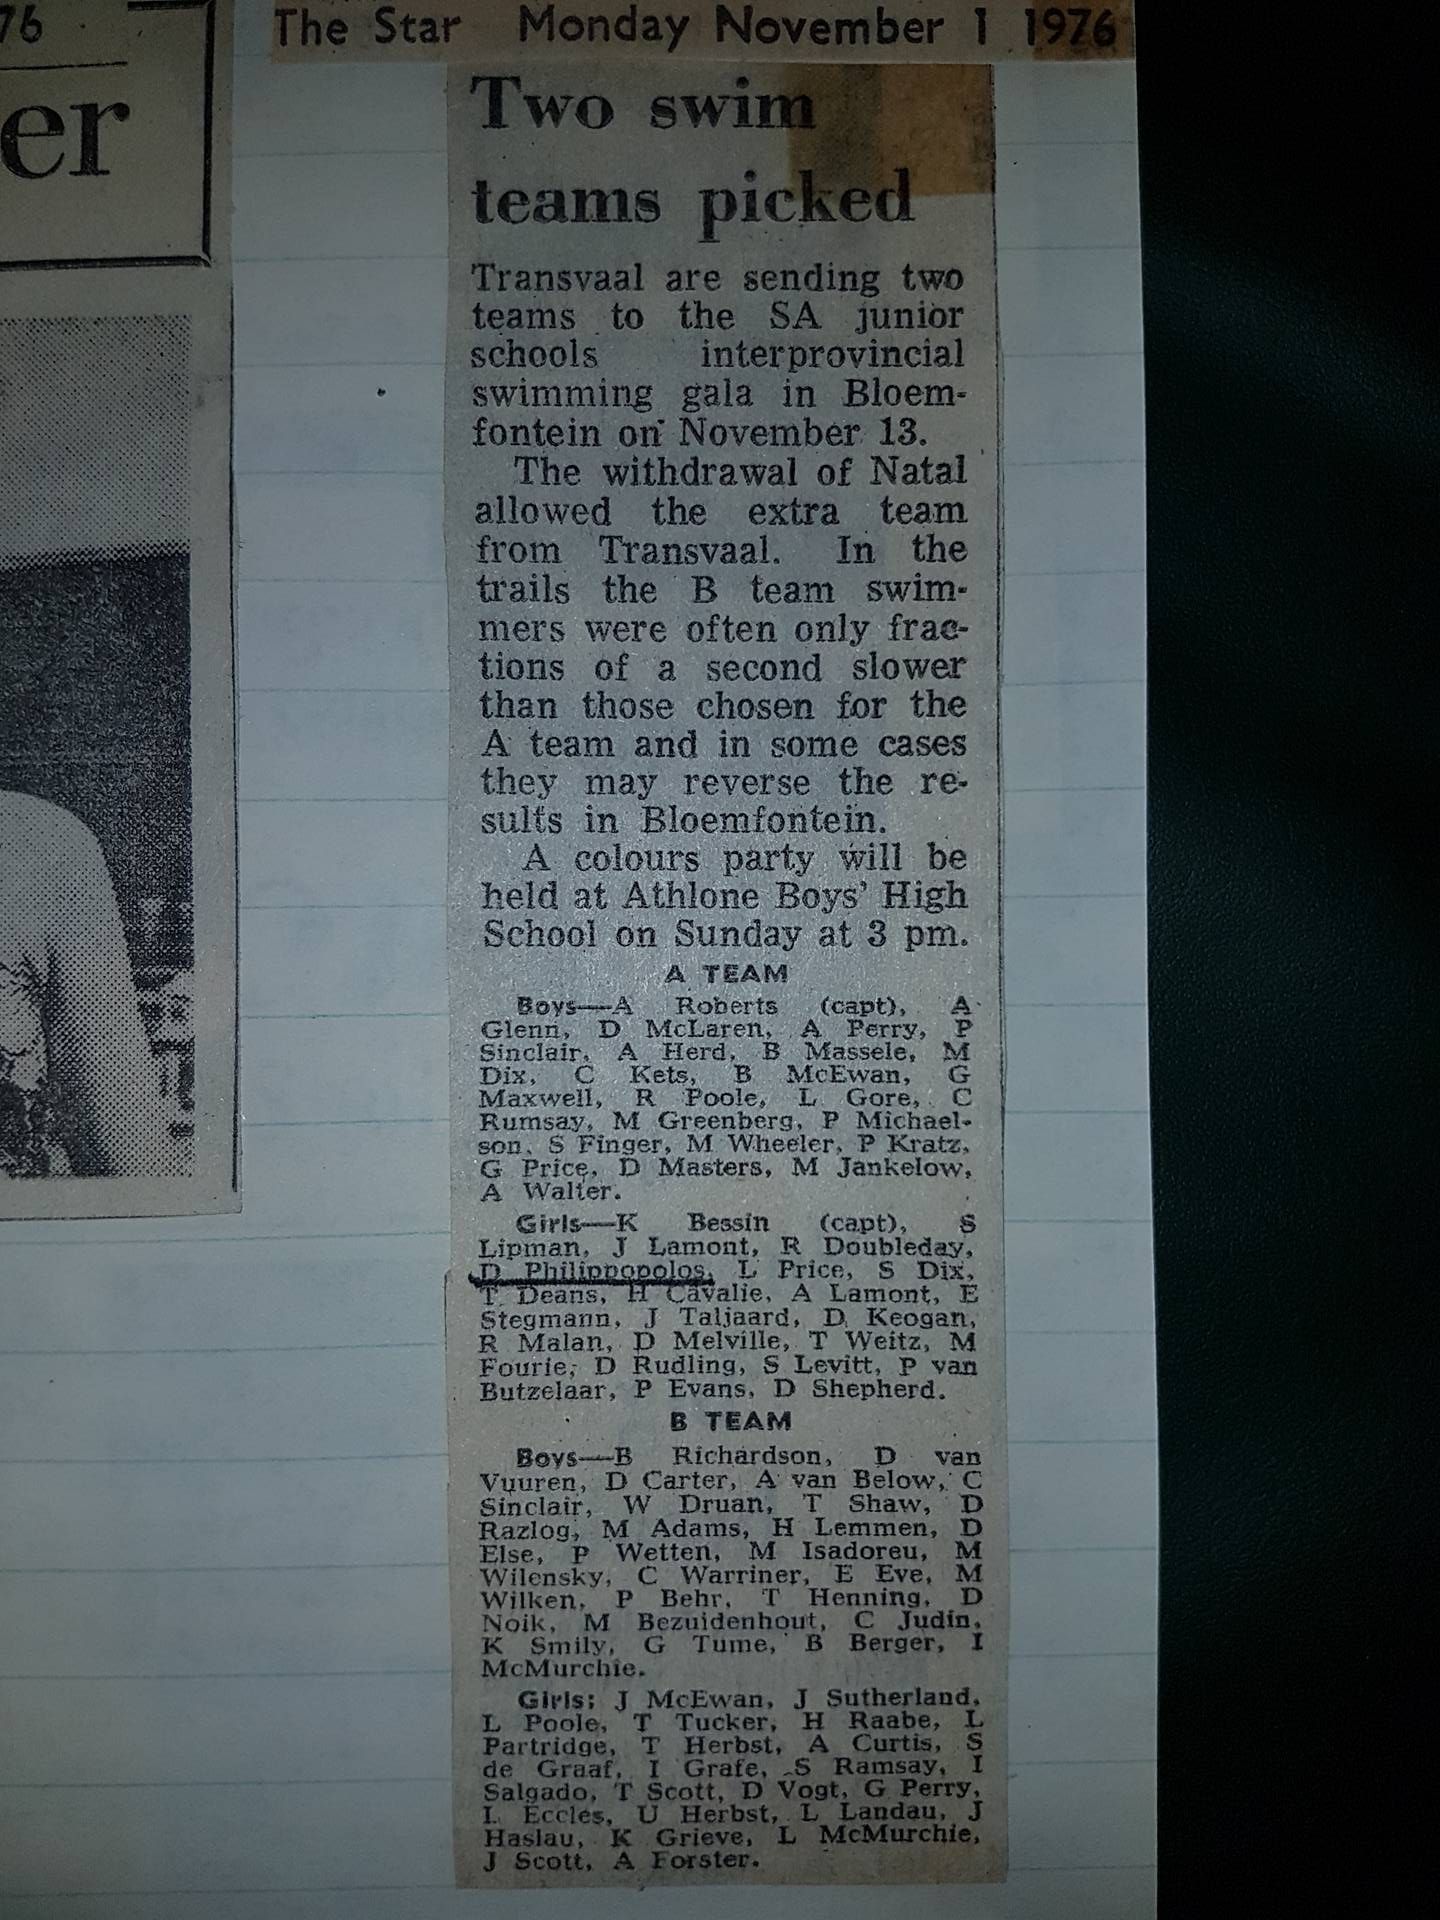 76
er
The Star Monday November 1 1976
Two swim
teams picked
Transvaal are sending two
teams to the SA junior
schools interprovincial
swimming gala in Bloem-
fontein on November 13.
The withdrawal of Natal
allowed the extra team
from Transvaal. In the
trails the B team swim-
mers were often only frac-
tions of a second slower
than those chosen for the
A team and in some cases
they may reverse the re-
sults in Bloemfontein.
A colours party will be
held at Athlone Boys' High
School on Sunday at 3 pm.
A TEAM
Boys—A Roberts (capt), A
Glenn, D McLaren, A Perry, P
Sinclair, A Herd, B Massele, M
Dix, C Kets, B McEwan, G
Maxwell, R Poole, L Gore, C
Rumsay, M Greenberg, P Michael-
son, S Finger, M Wheeler, P Kratz,
G Price, D Masters, M Jankelow,
A Walter.
Girls—K Bessin (capt), S
Lipman, J Lamont, R Doubleday,
D Philippopolos, L Price, S Dix,
T Deans, H Cavalie, A Lamont, E
Stegmann, J Taljaard, D Keogan,
R Malan, D Melville, T Weitz, M
Fourie, D Rudling, S Levitt, P van
Butzelaar, P Evans, D Shepherd.
B TEAM
Boys—B Richardson, D van
Vuuren, D Carter, A van Below, C
Sinclair, W Druan, T Shaw, D
Razlog, M Adams, H Lemmen, D
Else, P Wetten, M Isadoreu, M
Wilensky, C Warriner, E Eve, M
Wilken, P Behr, T Henning, D
Noik, M Bezuidenhout, C Judin,
K Smily, G Tume, B Berger, I
McMurchie.
Girls: J McEwan, J Sutherland,
L Poole, T Tucker, H Raabe, L
Partridge, T Herbst, A Curtis, S
de Graaf, I Grafe, S Ramsay, I
Salgado, T Scott, D Vogt, G Perry,
L Eccles, U Herbst, L Landau, J
Haslau, K Grieve, L McMurchie,
J Scott, A Forster.